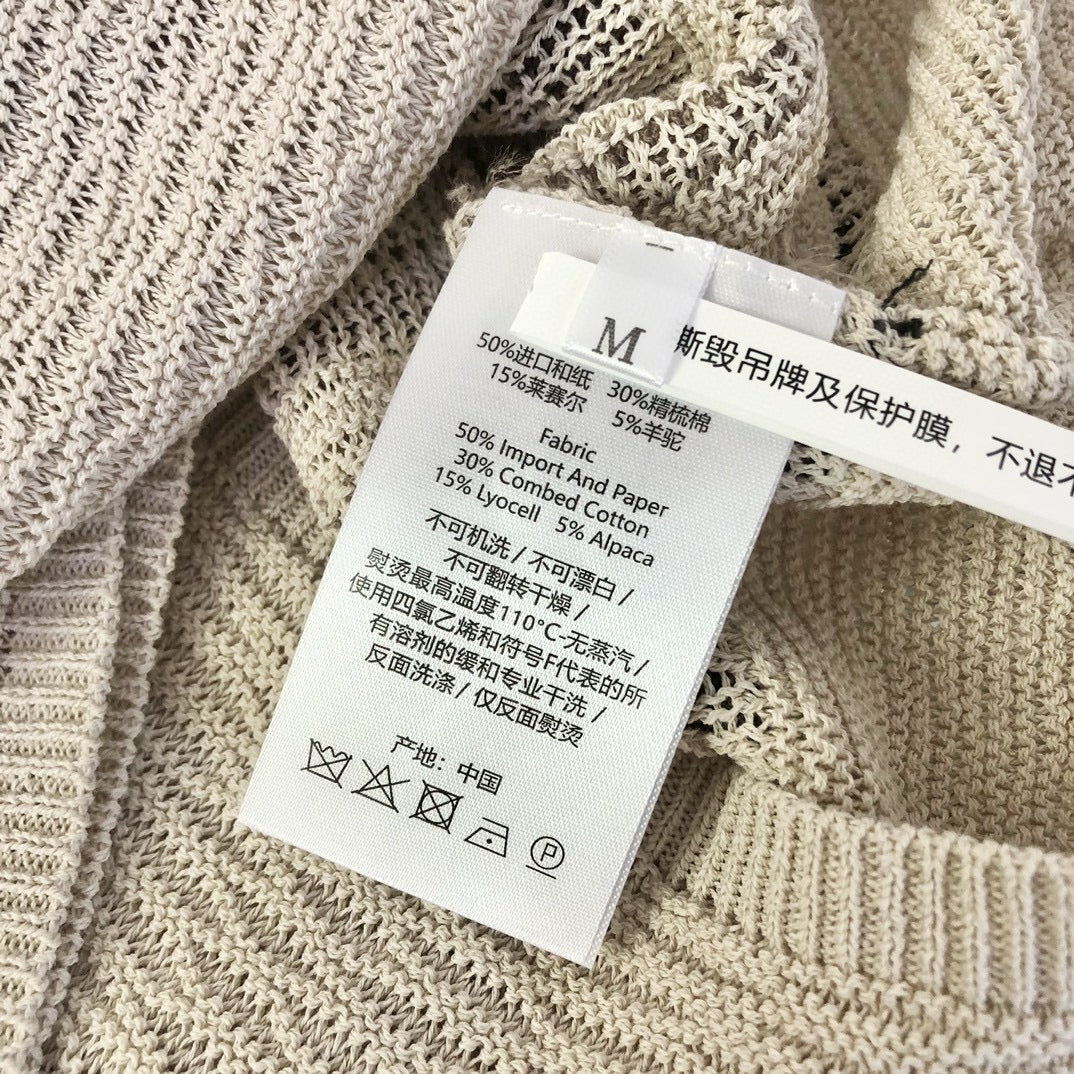 M
斯毁吊牌及保护膜，不退不
50%进口和纸 30%精梳棉
15%莱赛尔 5%羊驼
Fabric
50% Import And Paper
30% Combed Cotton
15% Lyocell 5% Alpaca
不可机洗 / 不可漂白 /
不可翻转干燥 /
熨烫最高温度110°C-无蒸汽 /
使用四氯乙烯和符号F代表的所
有溶剂的缓和专业干洗 /
反面洗涤 / 仅反面熨烫
产地：中国
P